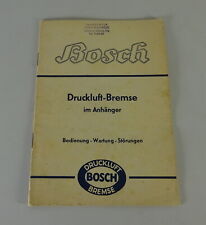 Bosch
Druckluft-Bremse
im Anhänger
Bedienung - Wartung - Störungen
DRUCKLUFT
BOSCH
BREMSE